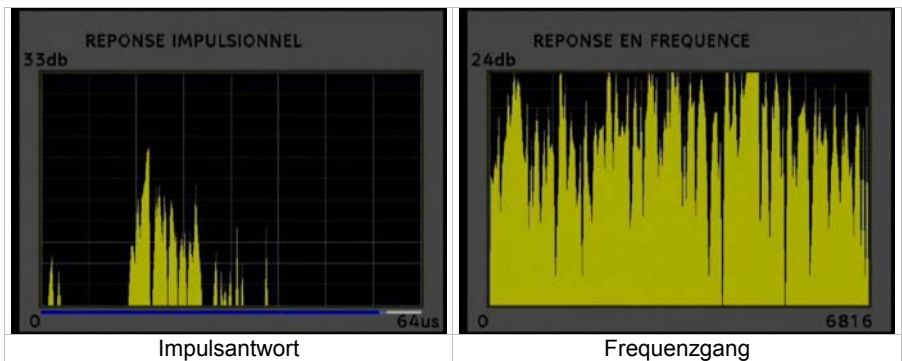 REPONSE IMPULSIONNEL
33db
0 64us
Impulsantwort
REPONSE EN FREQUENCE
24db
0 6816
Frequenzgang